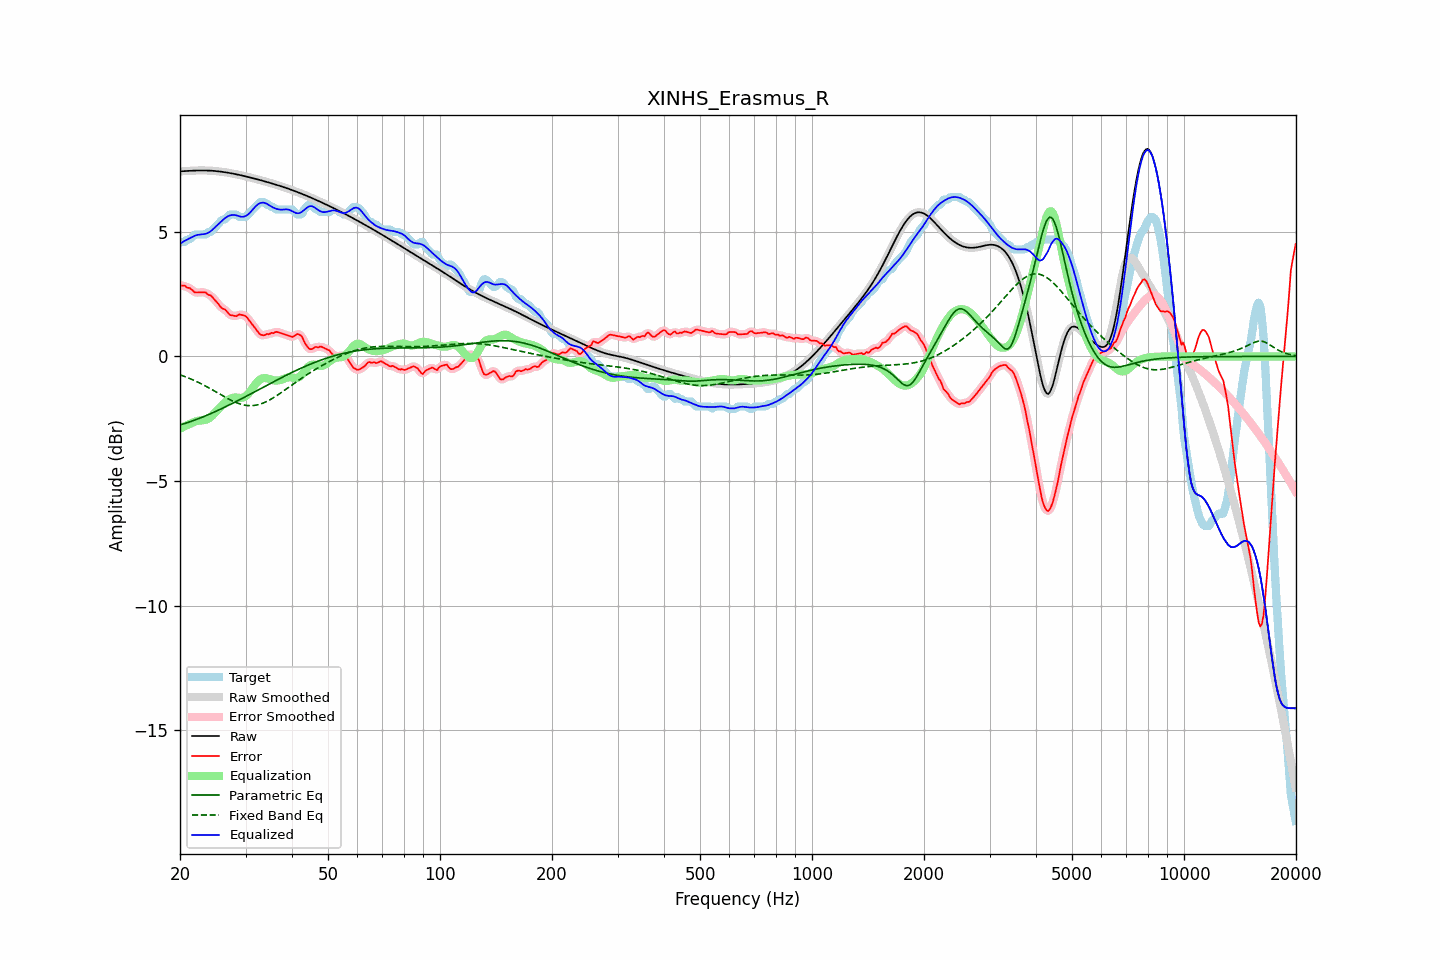 XINHS_Erasmus_R
Amplitude (dBr)
5
0
−5
−10
−15
Target
Raw Smoothed
Error Smoothed
Raw
Error
Equalization
Parametric Eq
Fixed Band Eq
Equalized
20 50 100 200 500 1000 2000 5000 10000 20000
Frequency (Hz)